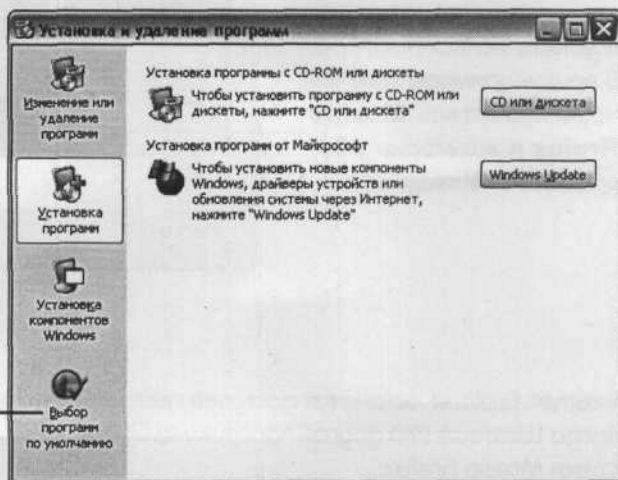 Установка и удаление программ
Изменение или
удаление
программ
Установка
программ
Установка
компонентов
Windows
Выбор
программ
по умолчанию
Установка программы с CD-ROM или дискеты
Чтобы установить программу с CD-ROM или
дискеты, нажмите "CD или дискета"
CD или дискета
Установка программ от Майкрософт
Чтобы установить новые компоненты
Windows, драйверы устройств или
обновления системы через Интернет,
нажмите "Windows Update"
Windows Update